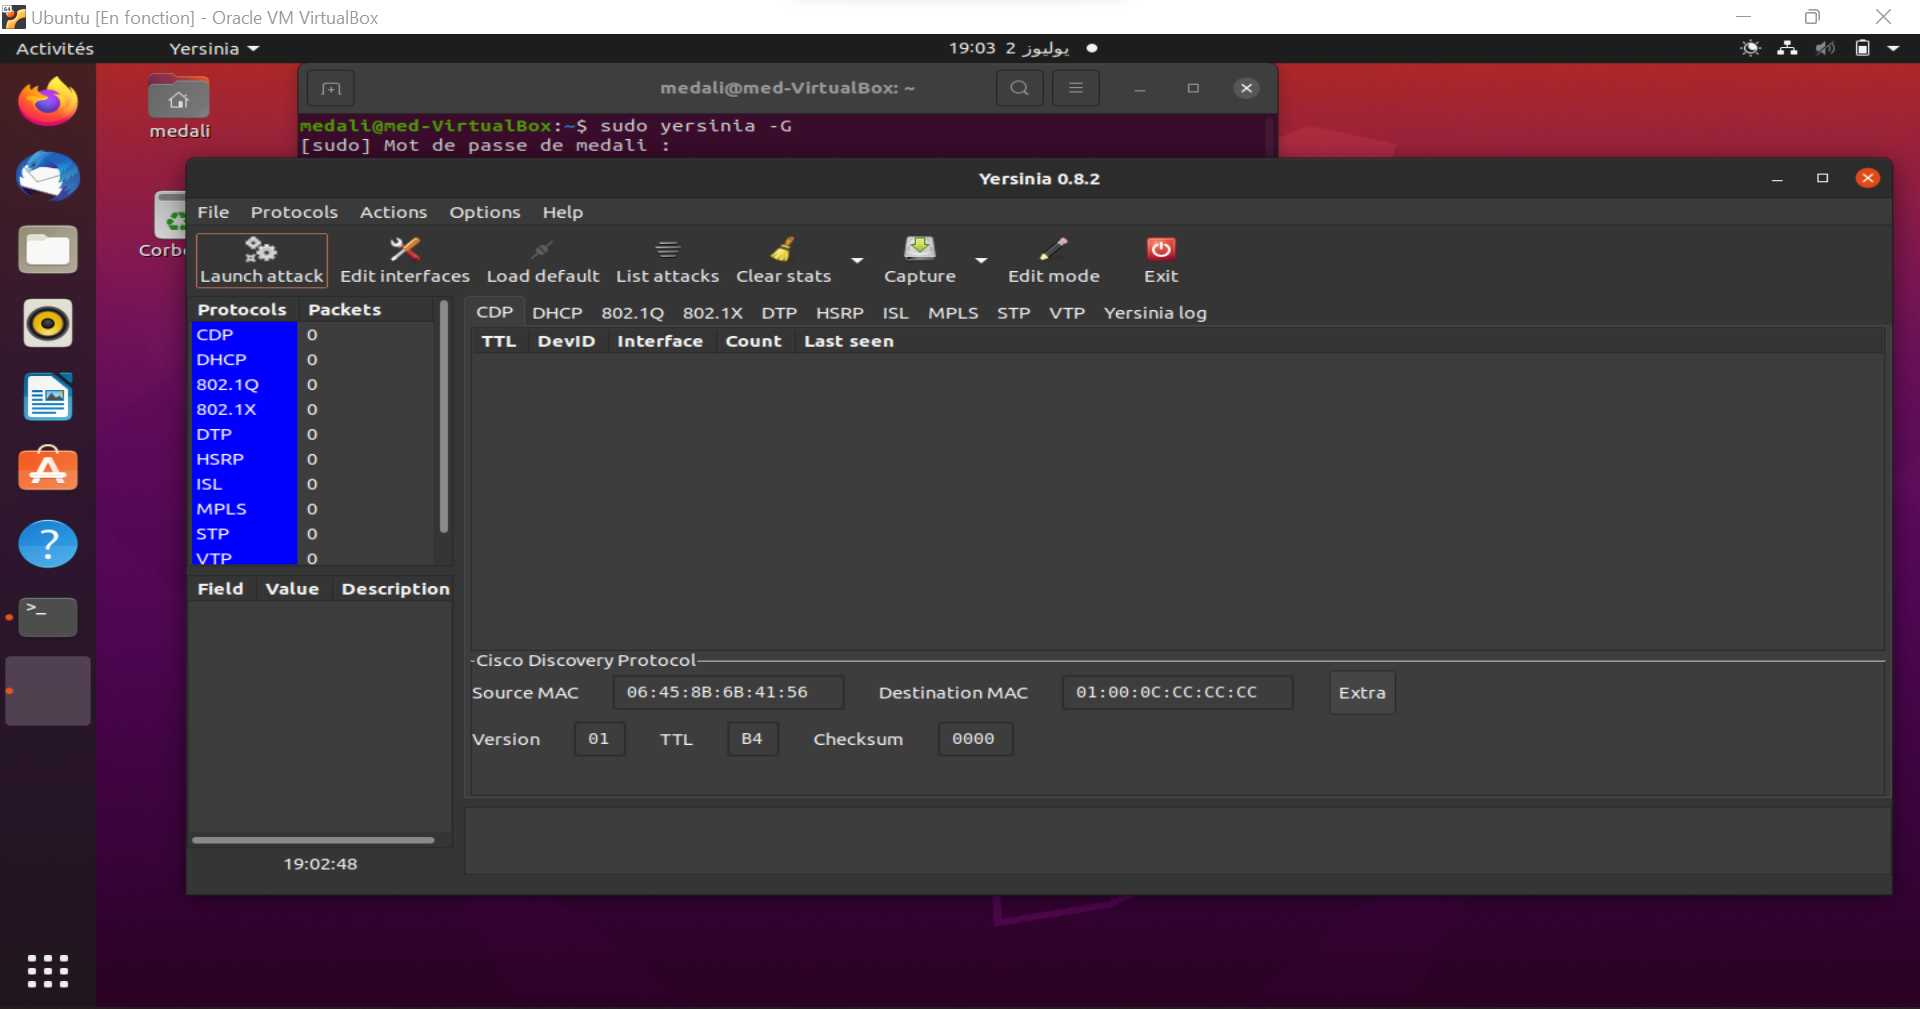 Ubuntu [En fonction] - Oracle VM VirtualBox
Activités
Yersinia
19:03 2 يوليوز
medali
medali@med-VirtualBox: ~
medali@med-VirtualBox:~$ sudo yersinia -G
[sudo] Mot de passe de medali :
Corbe
Yersinia 0.8.2
File Protocols Actions Options Help
Launch attack Edit interfaces Load default List attacks Clear stats Capture Edit mode Exit
Protocols Packets
CDP 0
DHCP 0
802.1Q 0
802.1X 0
DTP 0
HSRP 0
ISL 0
MPLS 0
STP 0
VTP 0
Field Value Description
19:02:48
CDP DHCP 802.1Q 802.1X DTP HSRP ISL MPLS STP VTP Yersinia log
TTL DevID Interface Count Last seen
Cisco Discovery Protocol
Source MAC 06:45:8B:6B:41:56 Destination MAC 01:00:0C:CC:CC:CC Extra
Version 01 TTL B4 Checksum 0000